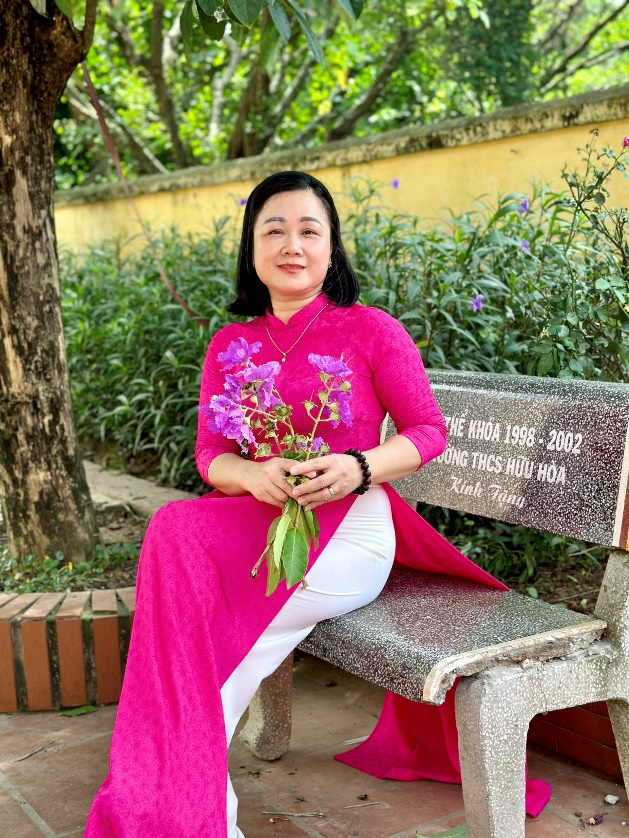 THỂ KHÓA 1998 - 2002
THCS HỮU HÒA
Kính Tặng